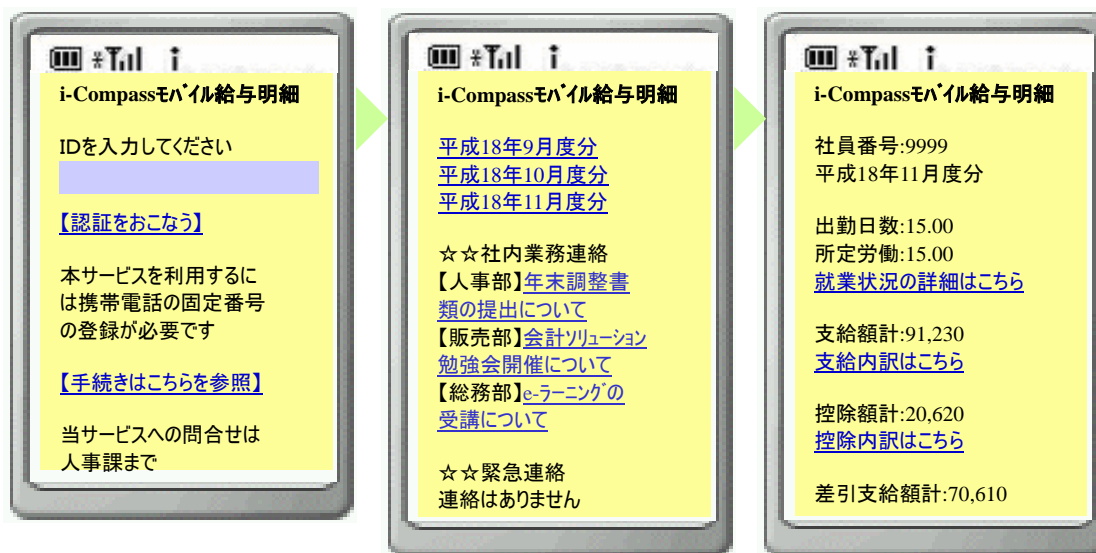 i-Compassﾓﾊﾞｲﾙ給与明細
IDを入力してください
【認証をおこなう】
本サービスを利用するに
は携帯電話の固定番号
の登録が必要です
【手続きはこちらを参照】
当サービスへの問合せは
人事課まで
i-Compassﾓﾊﾞｲﾙ給与明細
平成18年9月度分
平成18年10月度分
平成18年11月度分
☆☆社内業務連絡
【人事部】年末調整書
類の提出について
【販売部】会計ｿﾘｭｰｼｮﾝ
勉強会開催について
【総務部】e-ﾗｰﾆﾝｸﾞの
受講について
☆☆緊急連絡
連絡はありません
i-Compassﾓﾊﾞｲﾙ給与明細
社員番号:9999
平成18年11月度分
出勤日数:15.00
所定労働:15.00
就業状況の詳細はこちら
支給額計:91,230
支給内訳はこちら
控除額計:20,620
控除内訳はこちら
差引支給額計:70,610